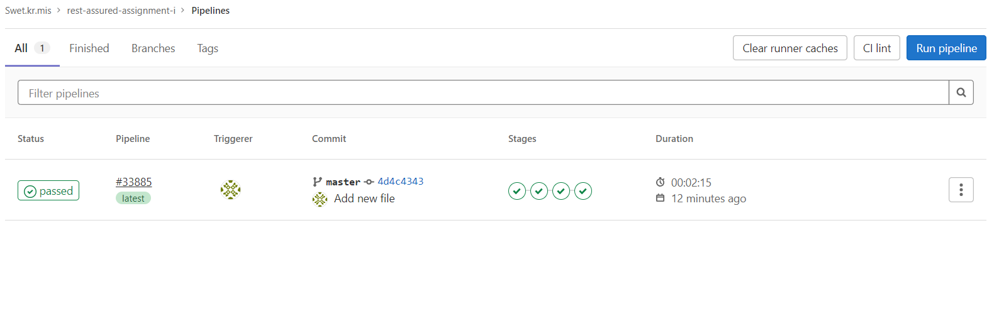 Swet.kr.mis > rest-assured-assignment-i > Pipelines
All 1 Finished Branches Tags Clear runner caches CI lint Run pipeline
Filter pipelines
Status Pipeline Triggerer Commit Stages Duration
passed #33885 master 4d4c4343 00:02:15
latest Add new file 12 minutes ago